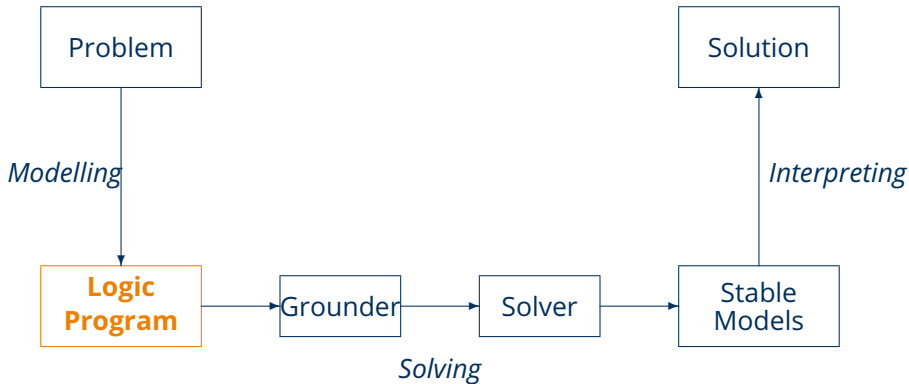 Problem
Solution
Modelling
Interpreting
Logic
Program
Grounder
Solver
Stable
Models
Solving